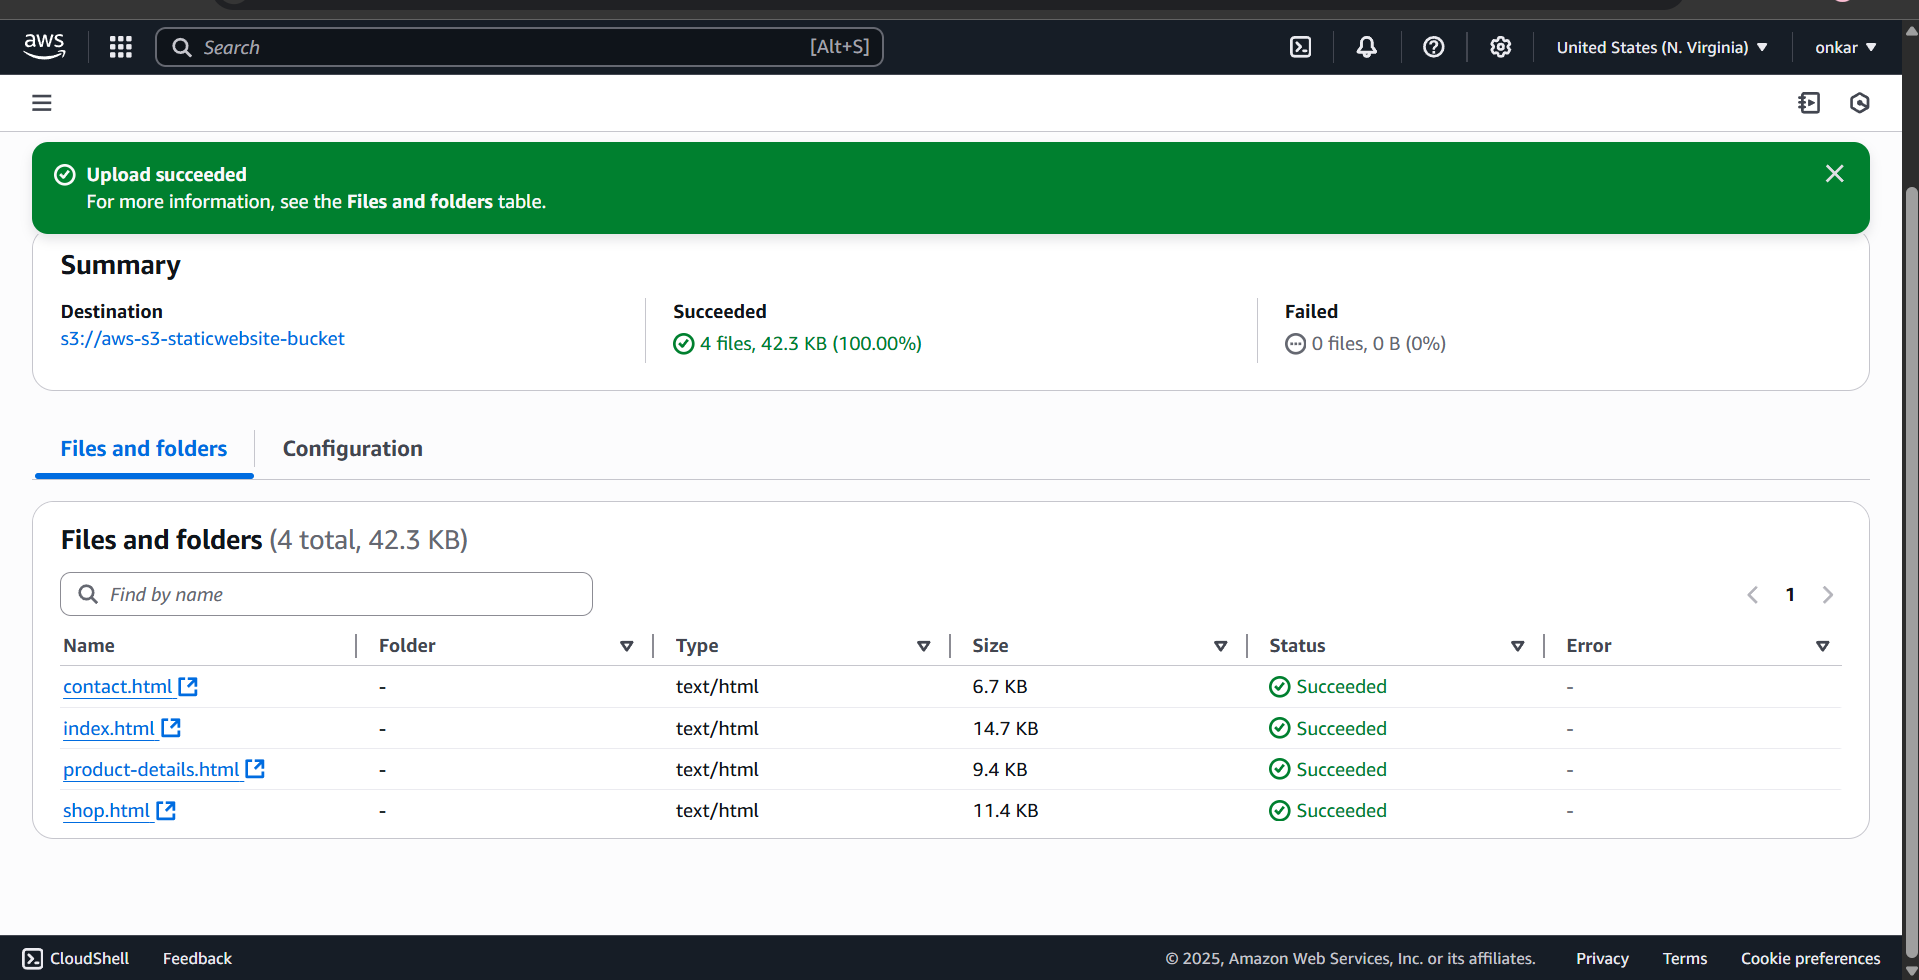 aws
Search [Alt+S]
United States (N. Virginia)
onkar
Upload succeeded
For more information, see the Files and folders table.
Summary
Destination
s3://aws-s3-staticwebsite-bucket
Succeeded
4 files, 42.3 KB (100.00%)
Failed
0 files, 0 B (0%)
Files and folders
Configuration
Files and folders (4 total, 42.3 KB)
Find by name
1
Name Folder Type Size Status Error
contact.html - text/html 6.7 KB Succeeded -
index.html - text/html 14.7 KB Succeeded -
product-details.html - text/html 9.4 KB Succeeded -
shop.html - text/html 11.4 KB Succeeded -
CloudShell Feedback © 2025, Amazon Web Services, Inc. or its affiliates. Privacy Terms Cookie preferences